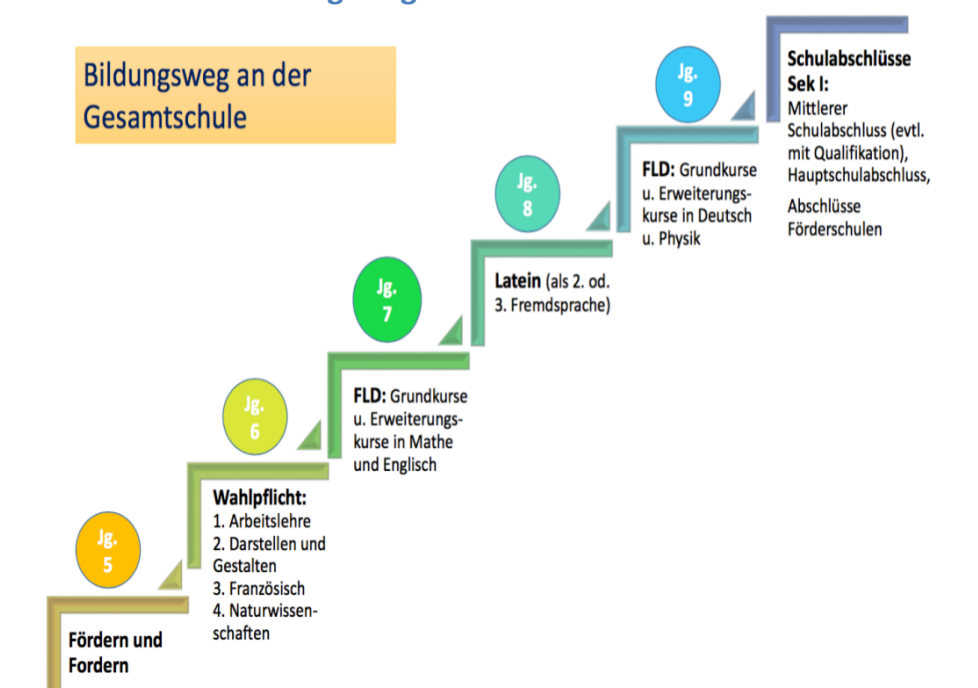 Bildungsweg an der
Gesamtschule
Jg.
5
Fördern und
Fordern
Jg.
6
Wahlpflicht:
1. Arbeitslehre
2. Darstellen und
Gestalten
3. Französisch
4. Naturwissen-
schaften
Jg.
7
FLD: Grundkurse
u. Erweiterungs-
kurse in Mathe
und Englisch
Jg.
8
Latein (als 2. od.
3. Fremdsprache)
Jg.
9
FLD: Grundkurse
u. Erweiterungs-
kurse in Deutsch
u. Physik
Schulabschlüsse
Sek I:
Mittlerer
Schulabschluss (evtl.
mit Qualifikation),
Hauptschulabschluss,
Abschlüsse
Förderschulen